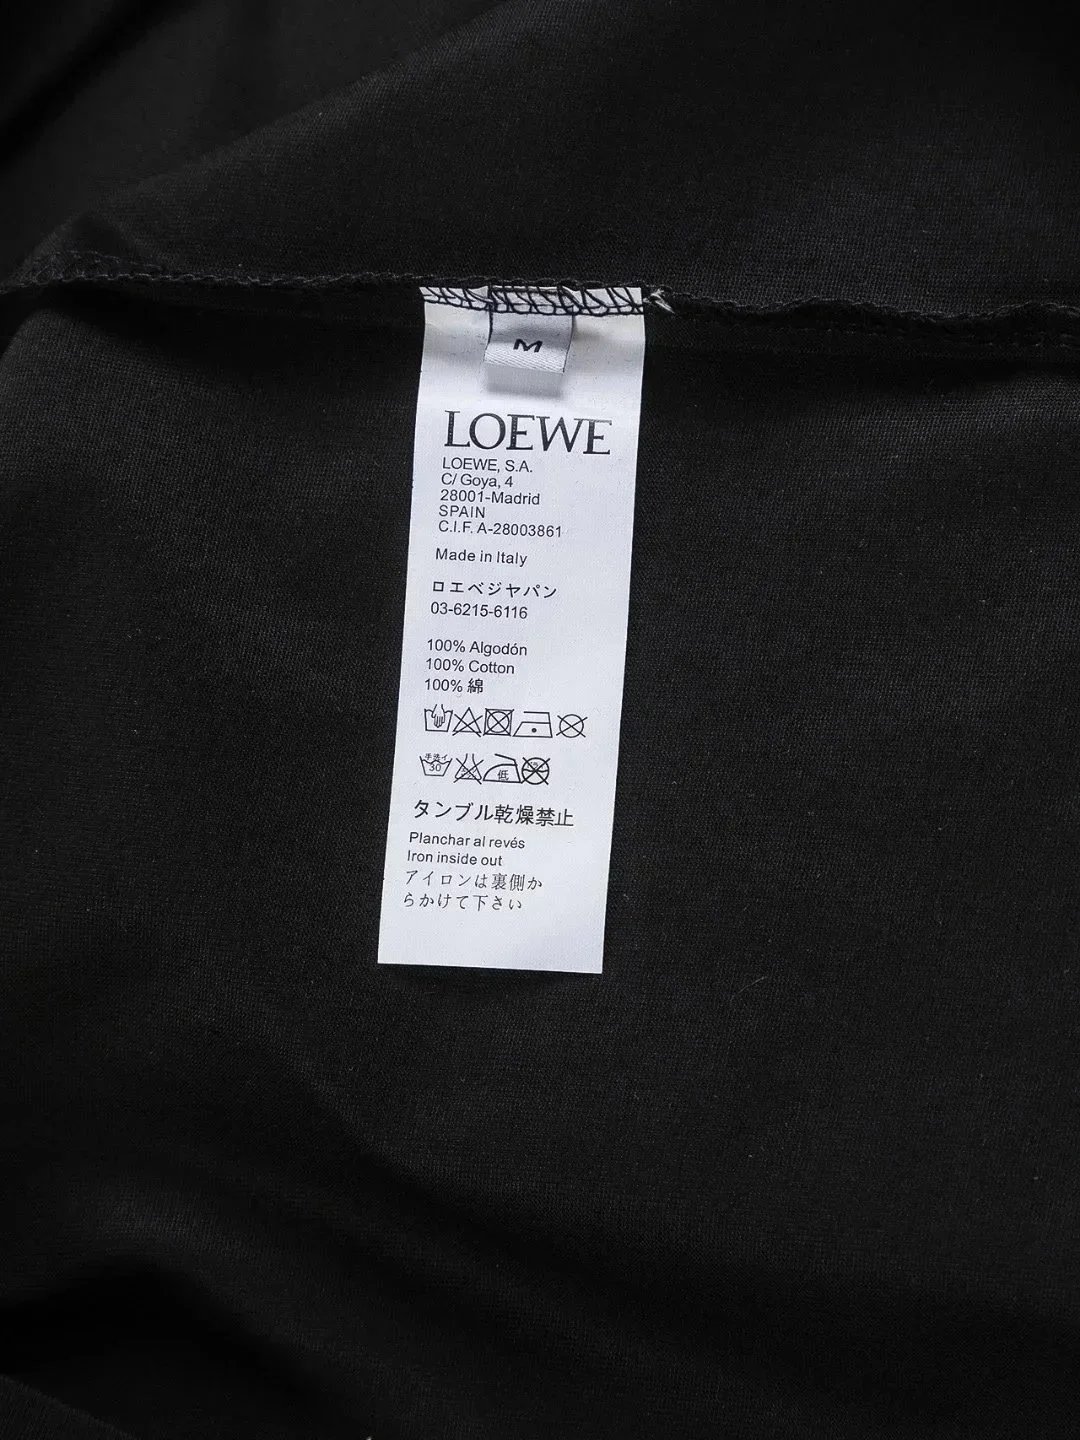 M
LOEWE
LOEWE, S.A.
C/ Goya, 4
28001-Madrid
SPAIN
C.I.F. A-28003861
Made in Italy
ロエベジャパン
03-6215-6116
100% Algodón
100% Cotton
100% 綿
30 低
タンブル乾燥禁止
Planchar al revés
Iron inside out
アイロンは裏側か
らかけて下さい